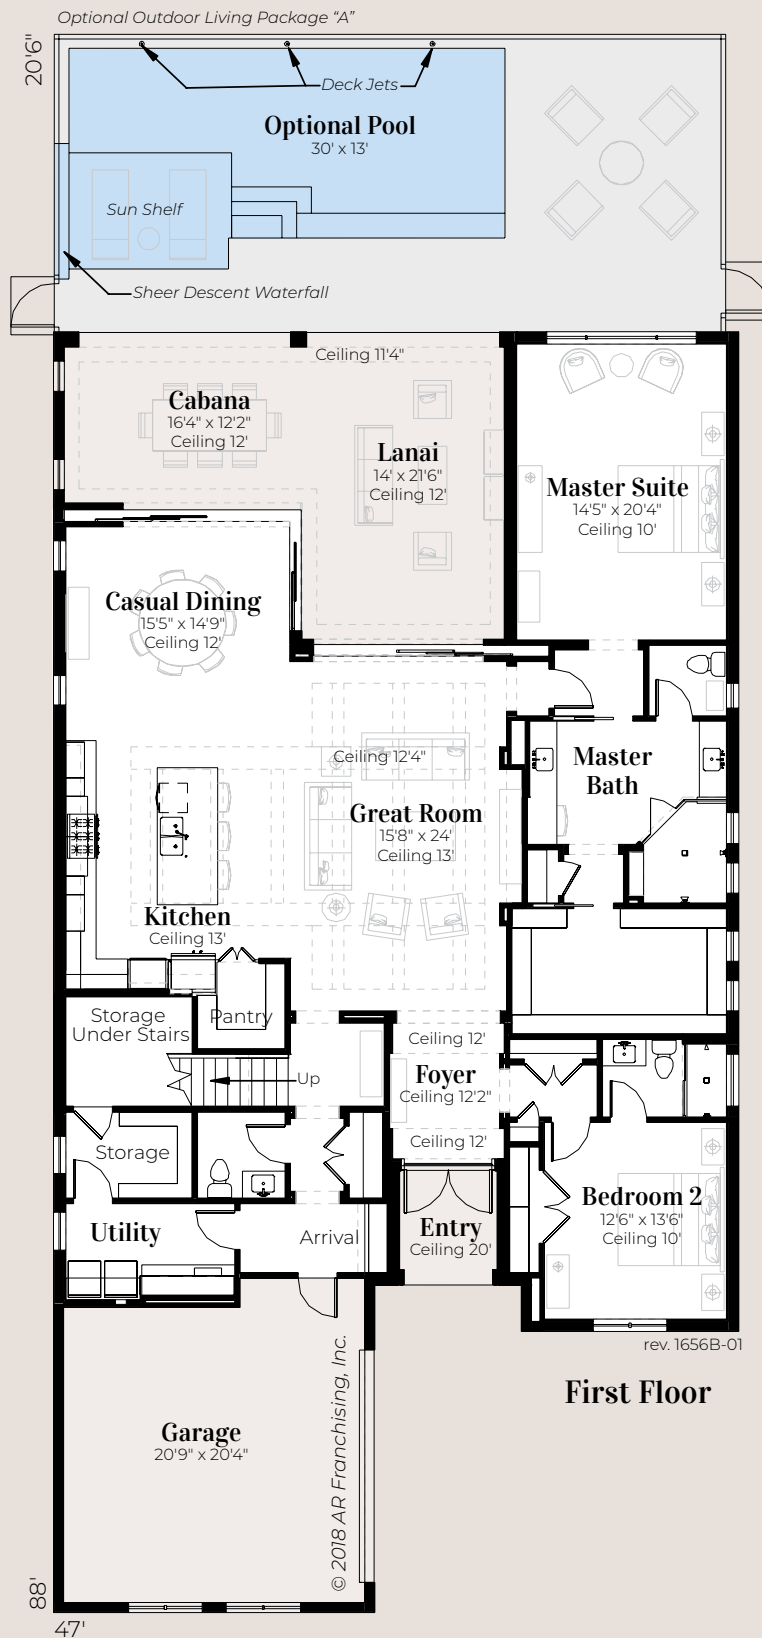 Optional Outdoor Living Package “A”
20'6"
Deck Jets
Optional Pool
30' x 13'
Sun Shelf
Sheer Descent Waterfall
Ceiling 11'4"
Cabana
16'4" x 12'2"
Ceiling 12'
Lanai
14' x 21'6"
Ceiling 12'
Master Suite
14'5" x 20'4"
Ceiling 10'
Casual Dining
15'5" x 14'9"
Ceiling 12'
Ceiling 12'4"
Master
Bath
Great Room
15'8" x 24'
Ceiling 13'
Kitchen
Ceiling 13'
Storage
Under Stairs
Pantry
Ceiling 12'
Foyer
Ceiling 12'2"
Ceiling 12'
Up
Storage
Utility
Arrival
Entry
Ceiling 20'
Bedroom 2
12'6" x 13'6"
Ceiling 10'
rev. 1656B-01
First Floor
Garage
20'9" x 20'4"
© 2018 AR Franchising, Inc.
88'
47'